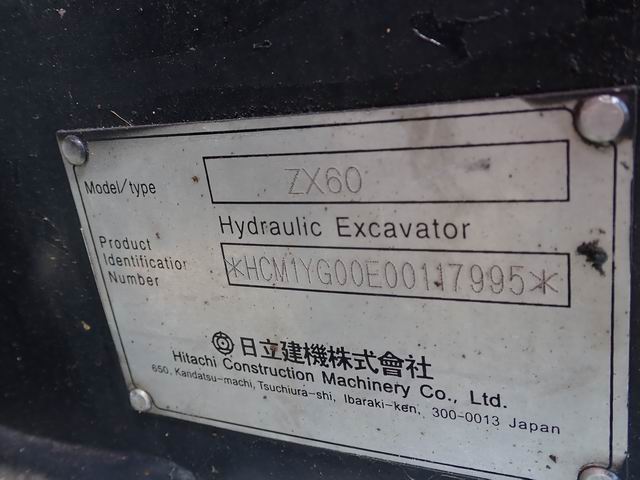 Model/type ZX60
Hydraulic Excavator
Product
Identification
Number
*HCM1YG00E00117995*
日立建機株式會社
Hitachi Construction Machinery Co., Ltd.
650, Kandatsu-machi, Tsuchiura-shi, Ibaraki-ken, 300-0013 Japan